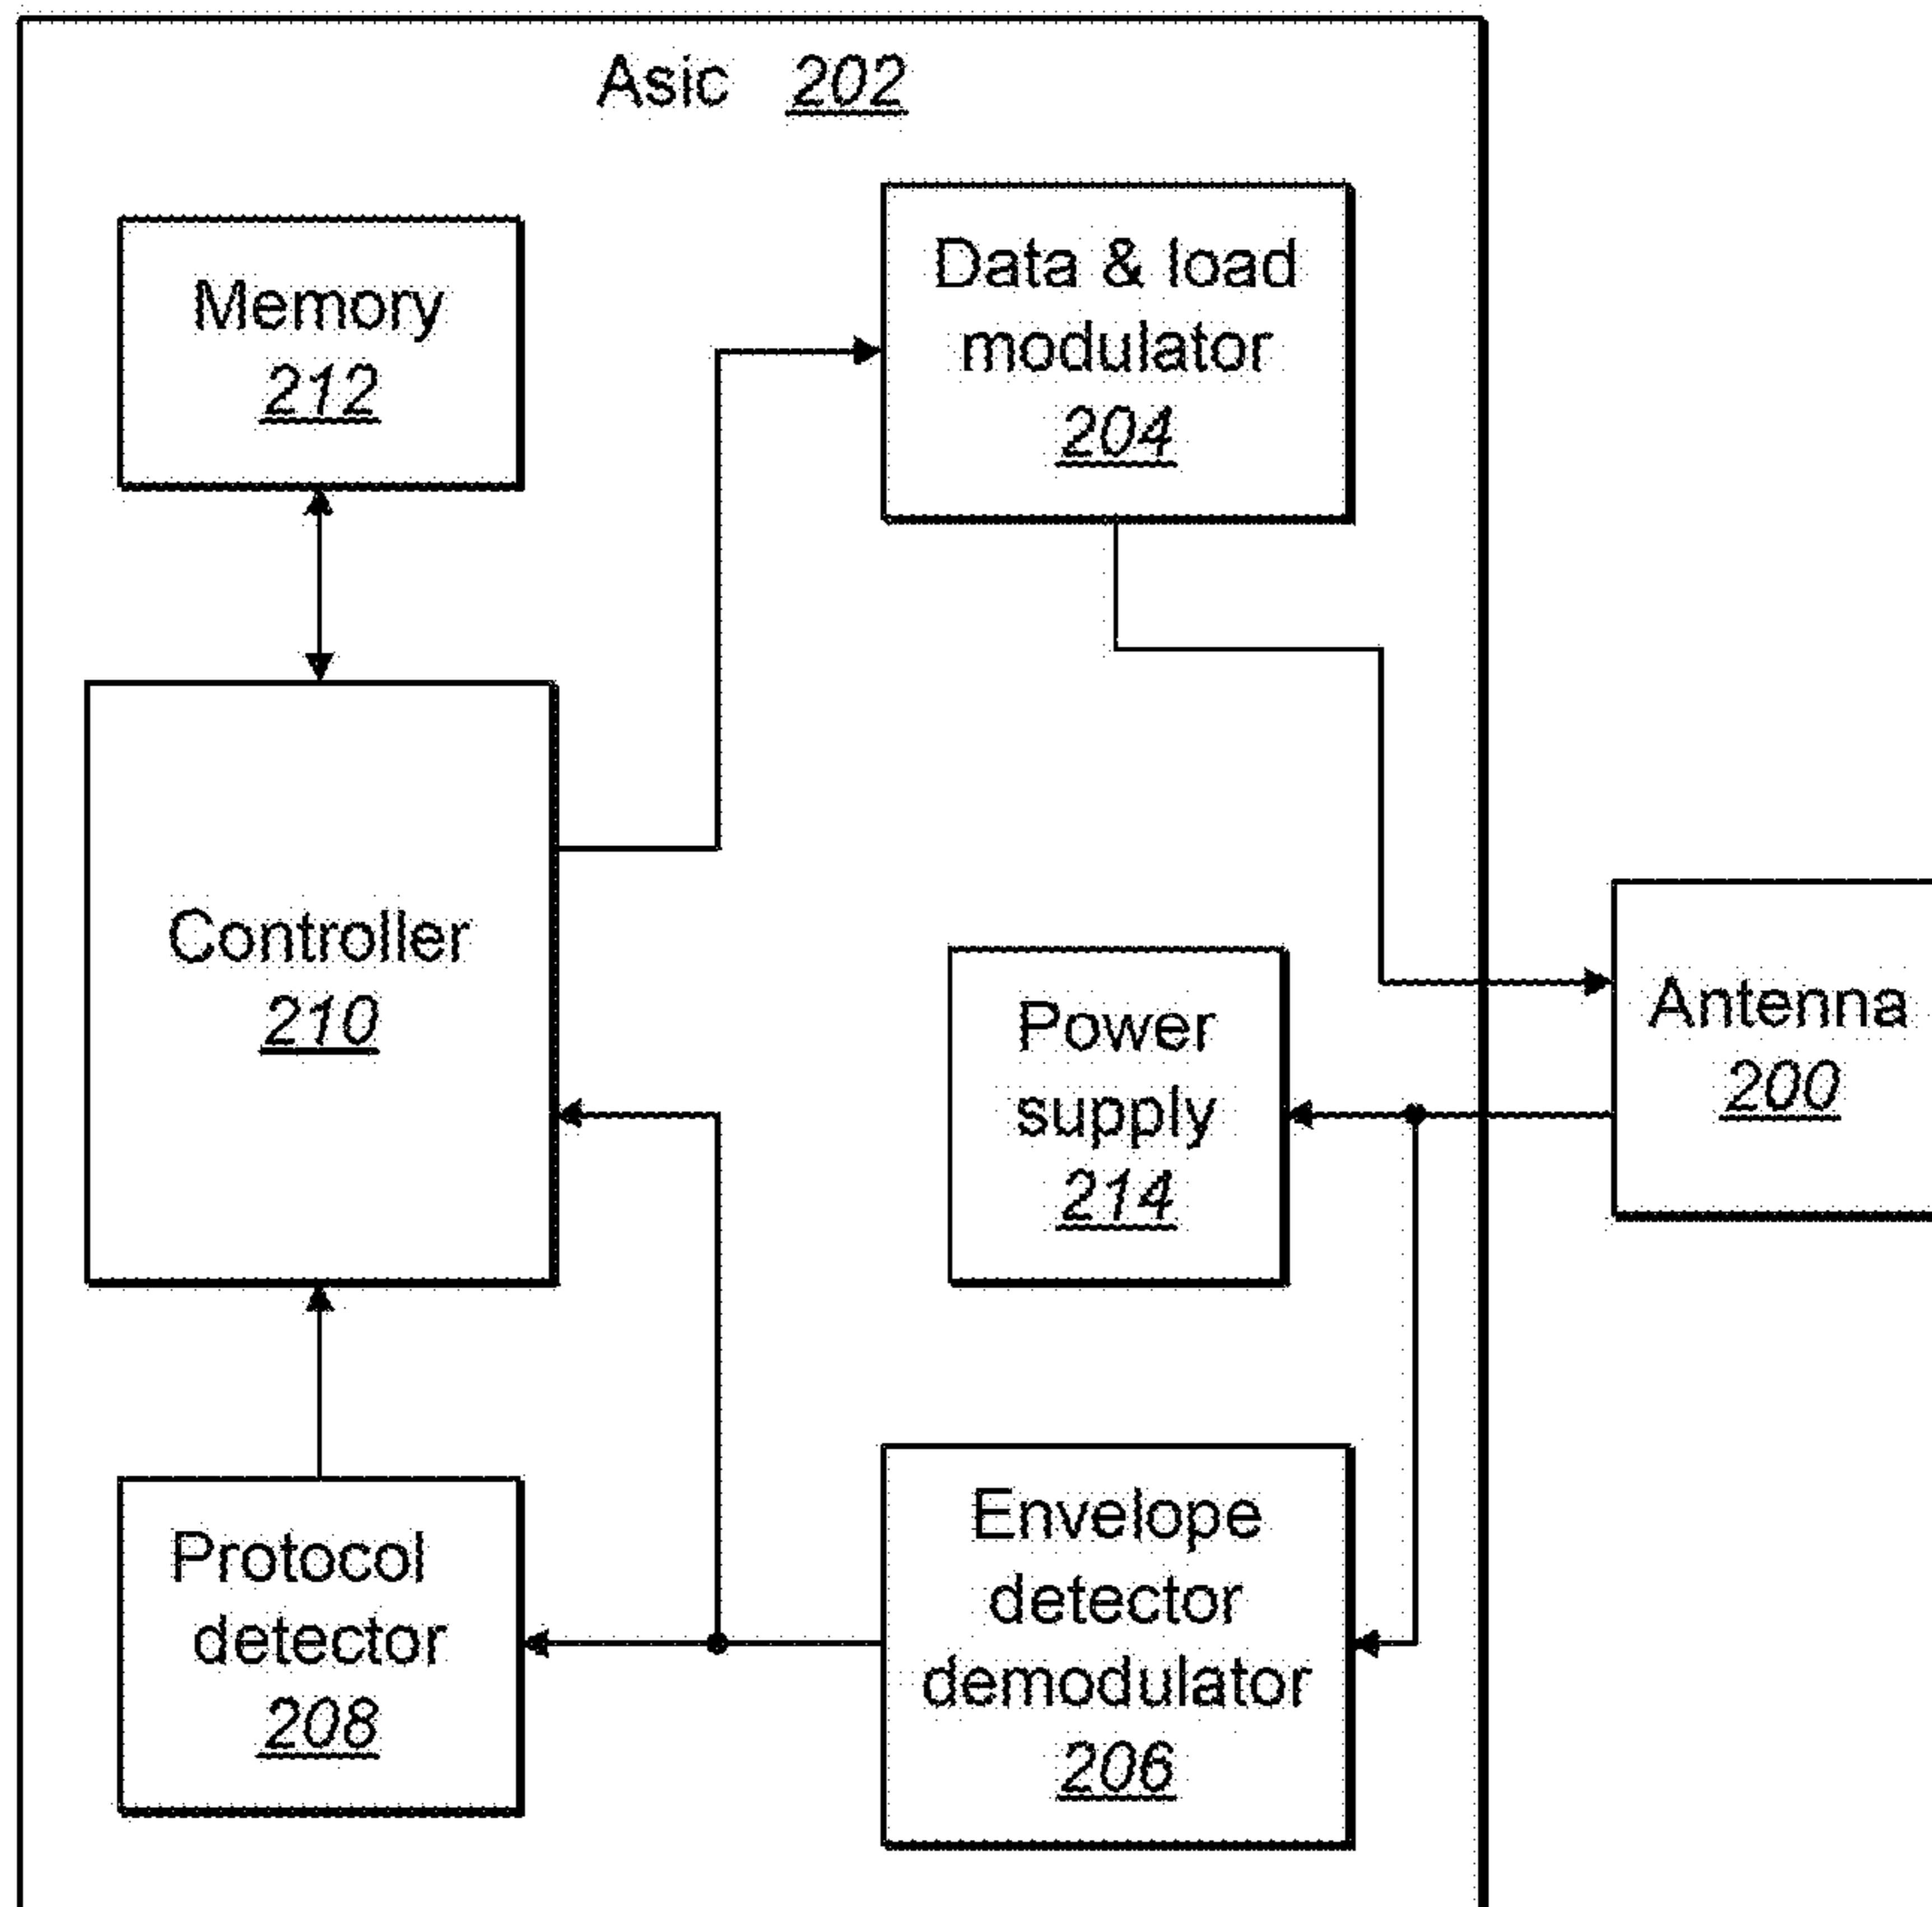 Asic 202
Memory
212
Data & load
modulator
204
Controller
210
Power
supply
214
Antenna
200
Protocol
detector
208
Envelope
detector
demodulator
206